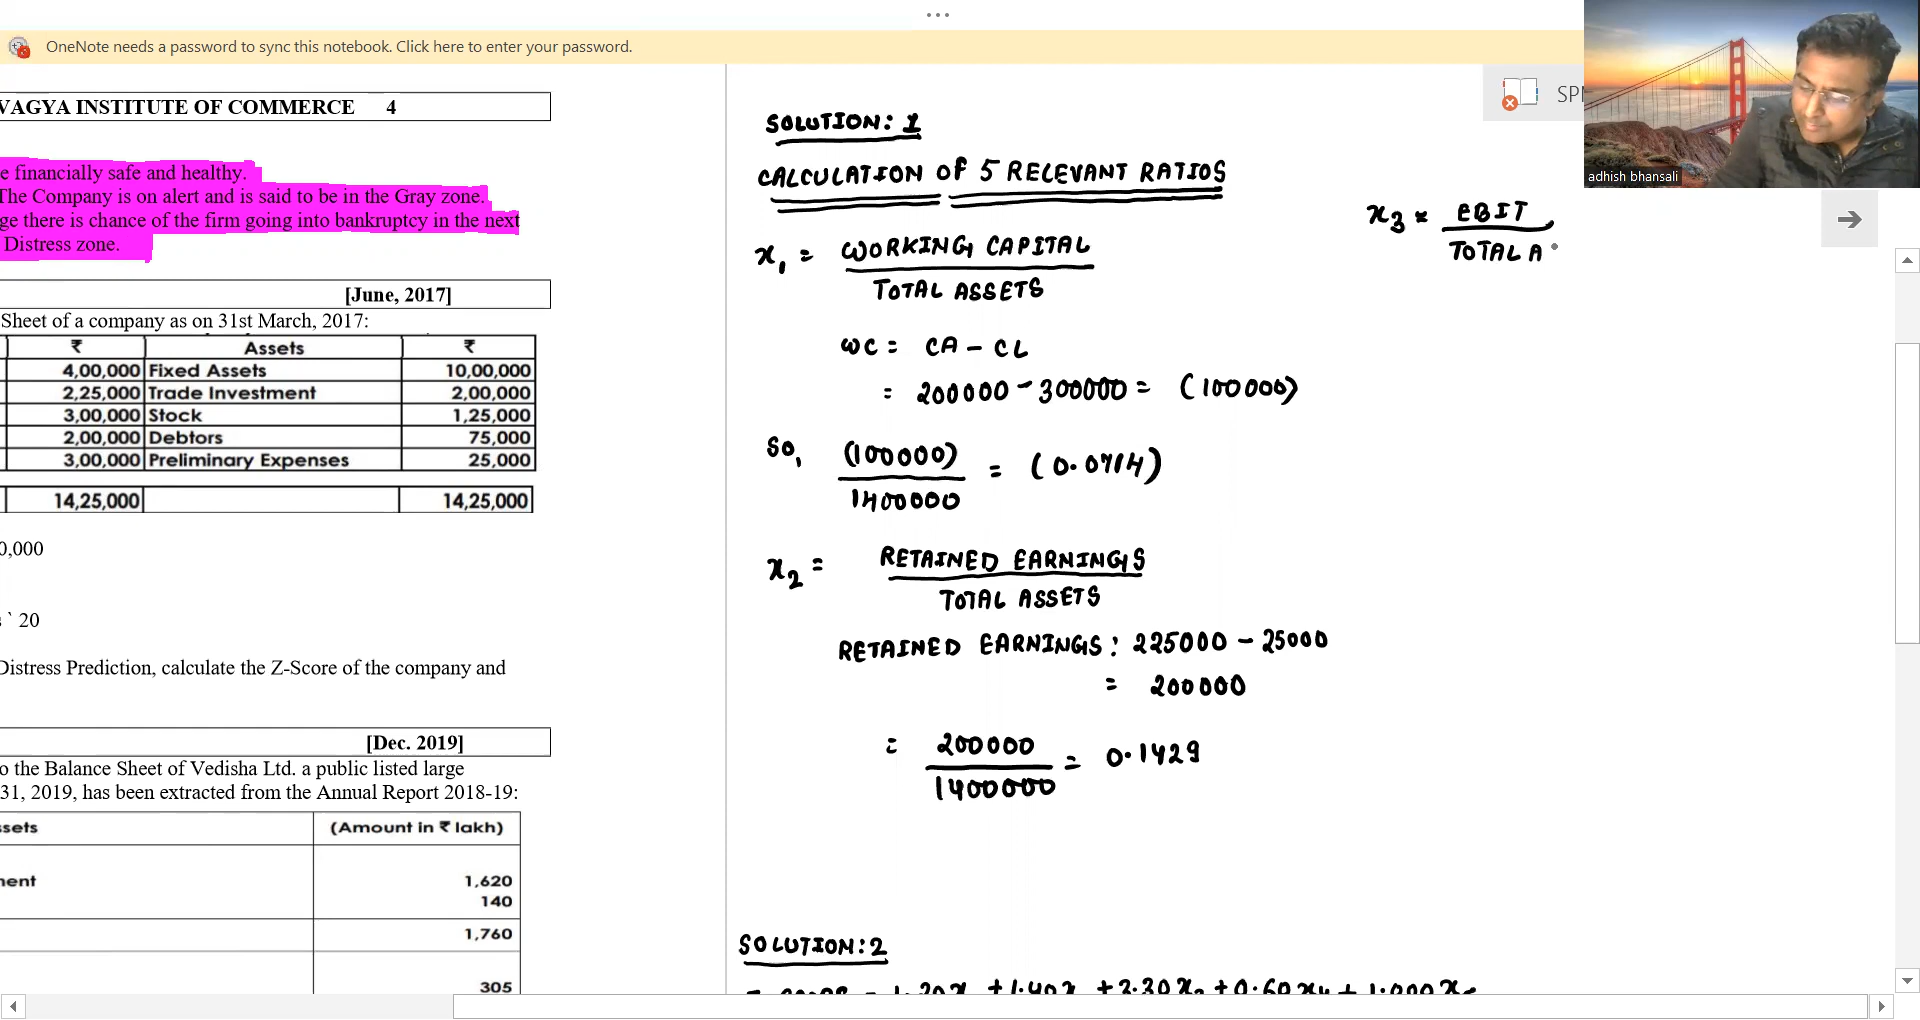 OneNote needs a password to sync this notebook. Click here to enter your password.
VAGYA INSTITUTE OF COMMERCE 4
e financially safe and healthy.
The Company is on alert and is said to be in the Gray zone.
ge there is chance of the firm going into bankruptcy in the next
Distress zone.
[June, 2017]
Sheet of a company as on 31st March, 2017:
₹ Assets ₹
4,00,000 Fixed Assets 10,00,000
2,25,000 Trade Investment 2,00,000
3,00,000 Stock 1,25,000
2,00,000 Debtors 75,000
3,00,000 Preliminary Expenses 25,000
14,25,000 14,25,000
0,000
` 20
Distress Prediction, calculate the Z-Score of the company and
[Dec. 2019]
o the Balance Sheet of Vedisha Ltd. a public listed large
31, 2019, has been extracted from the Annual Report 2018-19:
ssets (Amount in ₹ lakh)
nent 1,620
140
1,760
305
SOLUTION: 1
CALCULATION OF 5 RELEVANT RATIOS
x1 = WORKING CAPITAL
TOTAL ASSETS
WC = CA - CL
= 200000 - 300000 = (100000)
SO, (100000) = (0.0714)
1400000
x2 = RETAINED EARNINGS
TOTAL ASSETS
RETAINED EARNINGS: 225000 - 25000
= 200000
= 200000 = 0.1429
1400000
SOLUTION:2
x3 = EBIT
TOTAL A
SPI
adhish bhansali